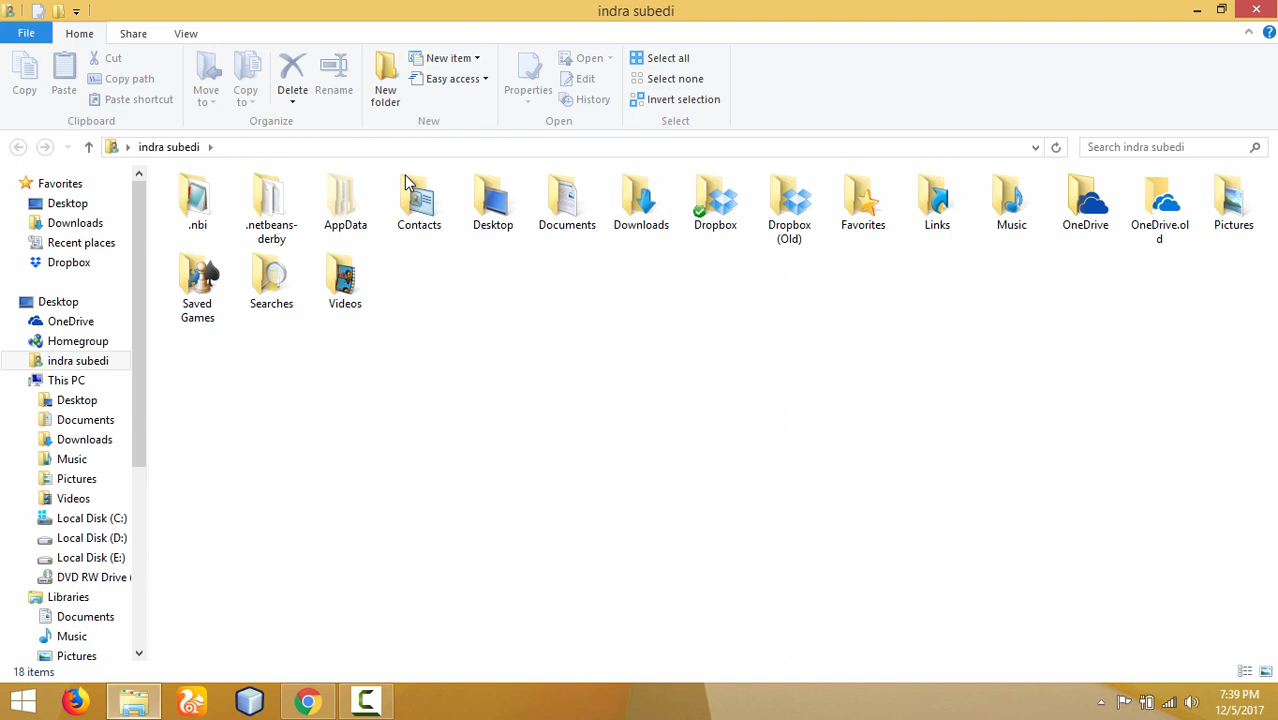 indra subedi
File
Home
Share
View
Copy
Paste
Cut
Copy path
Paste shortcut
Clipboard
Move
to
Copy
to
Delete
Rename
Organize
New
folder
New item
Easy access
New
Properties
Open
Edit
History
Open
Select all
Select none
Invert selection
Select
indra subedi
Search indra subedi
Favorites
Desktop
Downloads
Recent places
Dropbox
Desktop
OneDrive
Homegroup
indra subedi
This PC
Desktop
Documents
Downloads
Music
Pictures
Videos
Local Disk (C:)
Local Disk (D:)
Local Disk (E:)
DVD RW Drive (
Libraries
Documents
Music
Pictures
.nbi
.netbeans-
derby
AppData
Contacts
Desktop
Documents
Downloads
Dropbox
Dropbox
(Old)
Favorites
Links
Music
OneDrive
OneDrive.ol
d
Pictures
Saved
Games
Searches
Videos
18 items
7:39 PM
12/5/2017